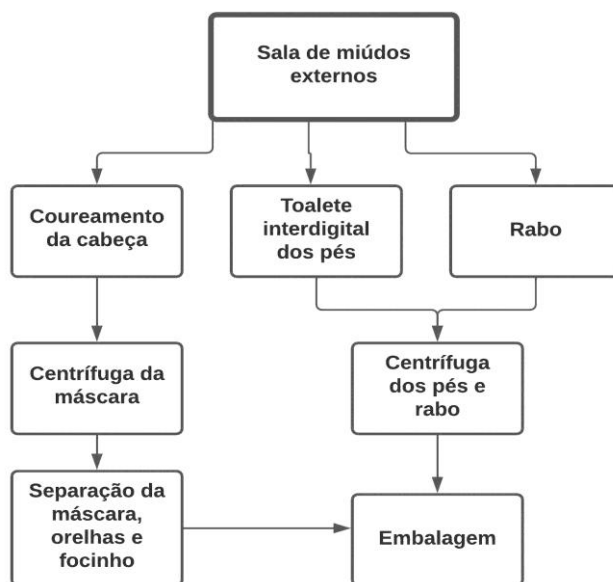 Sala de miúdos
externos
Coureamento
da cabeça
Toalete
interdigital
dos pés
Rabo
Centrífuga da
máscara
Centrífuga
dos pés e
rabo
Separação da
máscara,
orelhas e
focinho
Embalagem